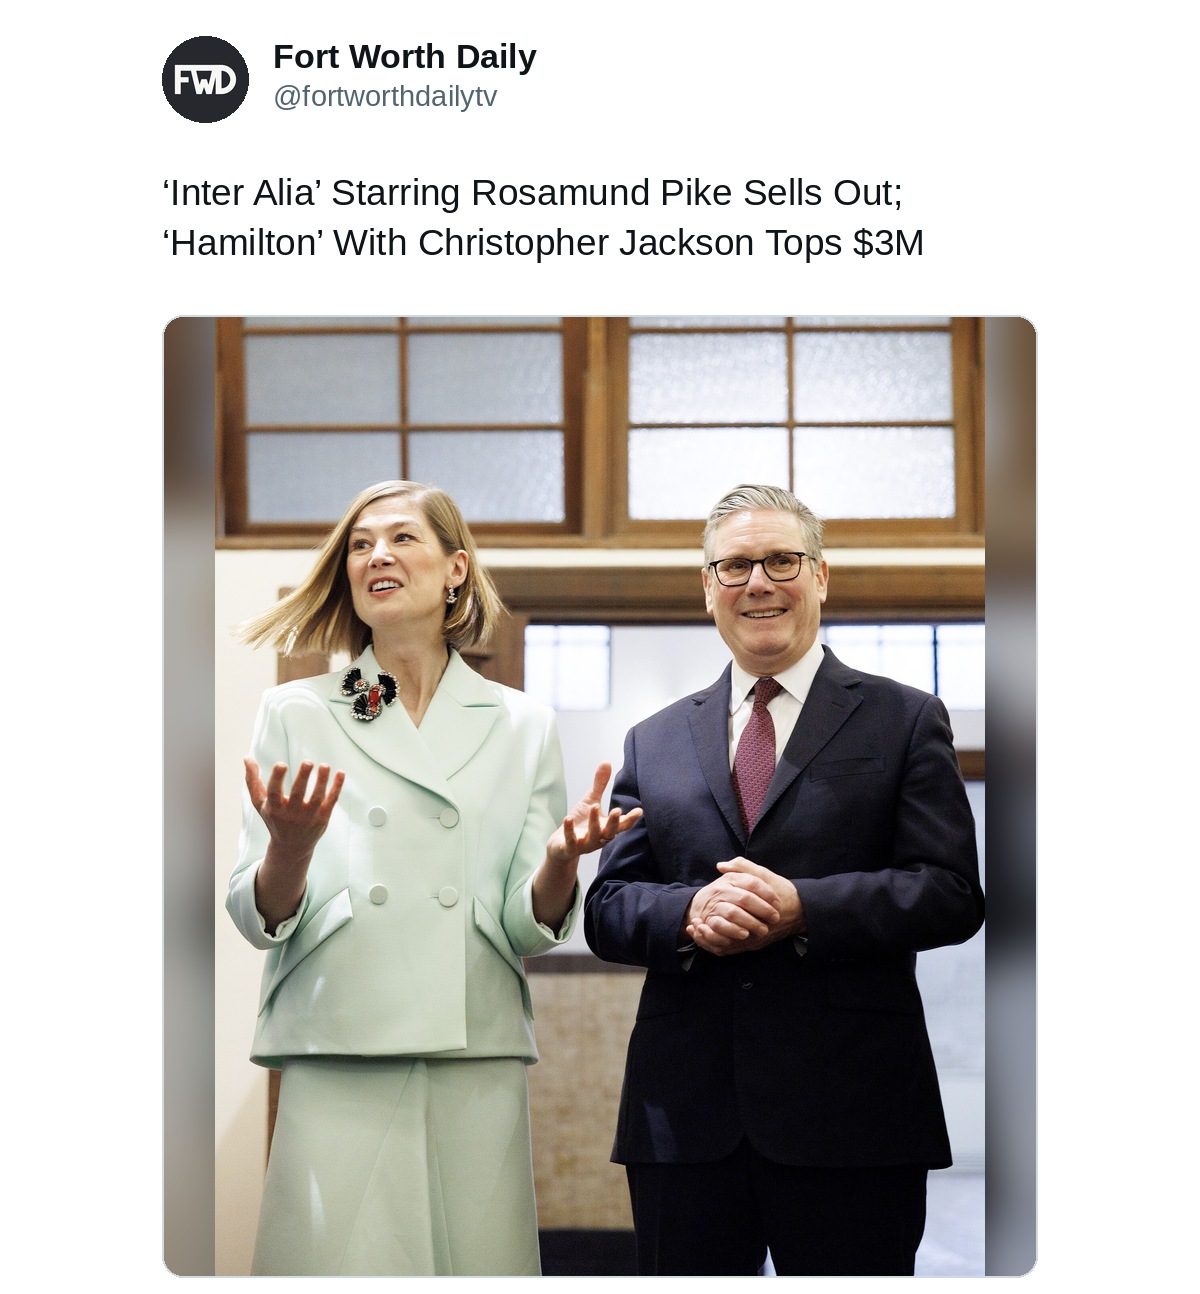 FWD
Fort Worth Daily
@fortworthdailytv
‘Inter Alia’ Starring Rosamund Pike Sells Out;
‘Hamilton’ With Christopher Jackson Tops $3M